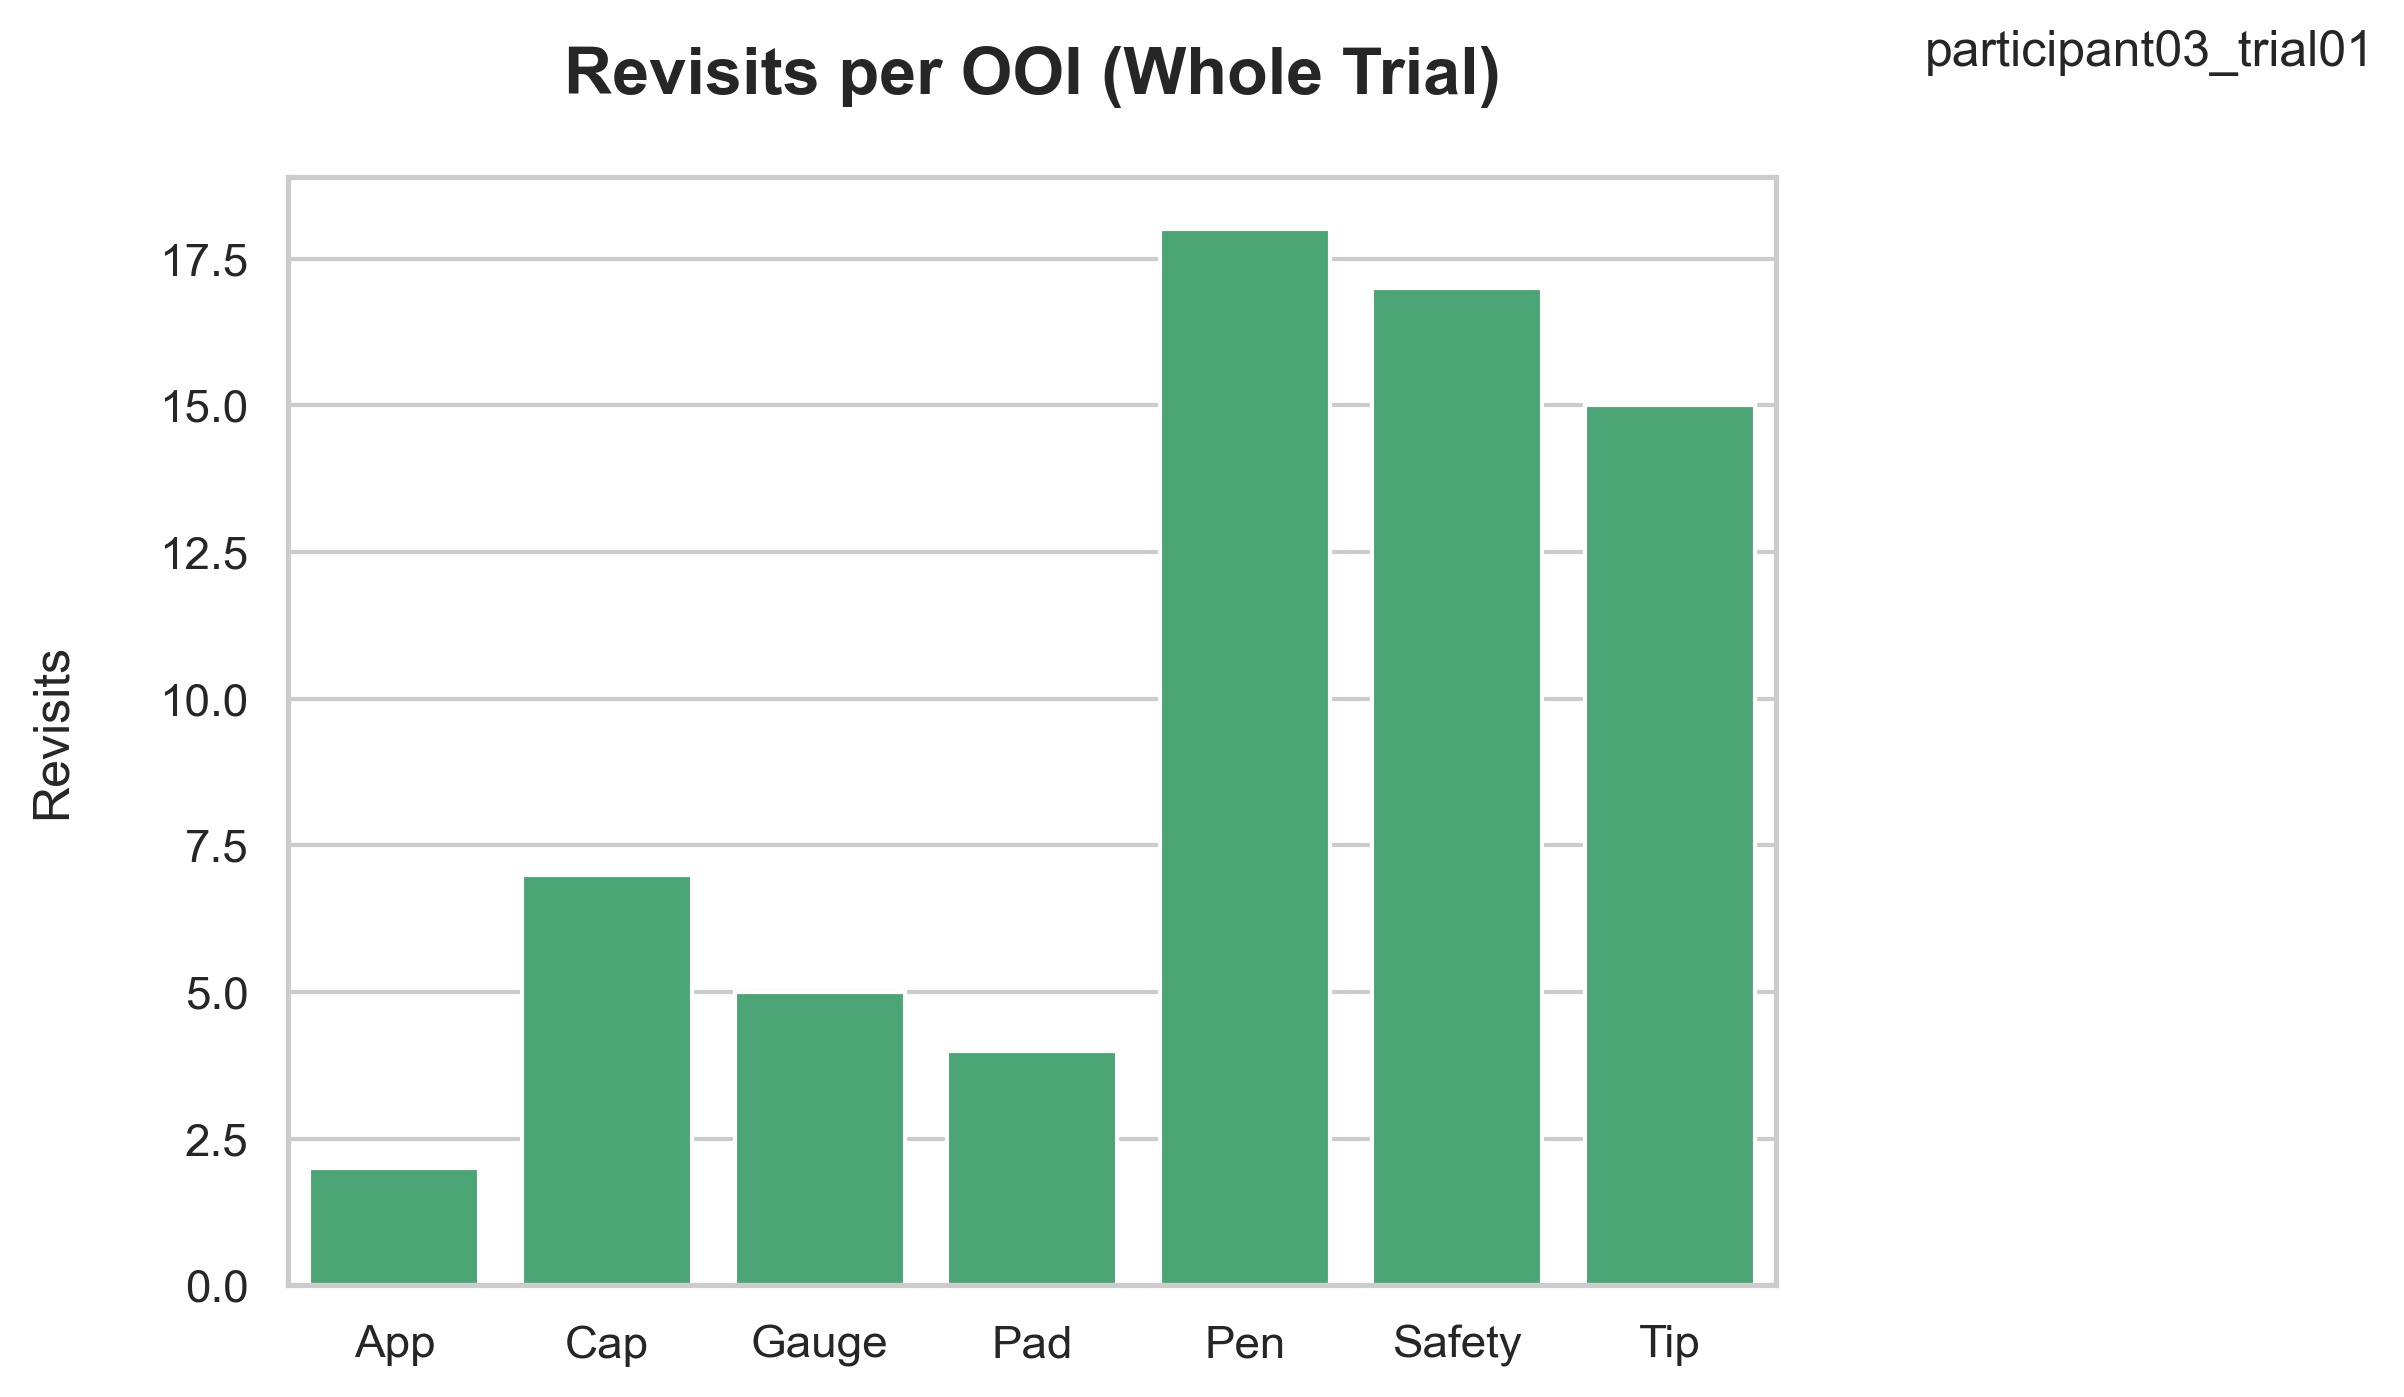 participant03_trial01
Revisits per OOI (Whole Trial)
Revisits
17.5
15.0
12.5
10.0
7.5
5.0
2.5
0.0
App Cap Gauge Pad Pen Safety Tip